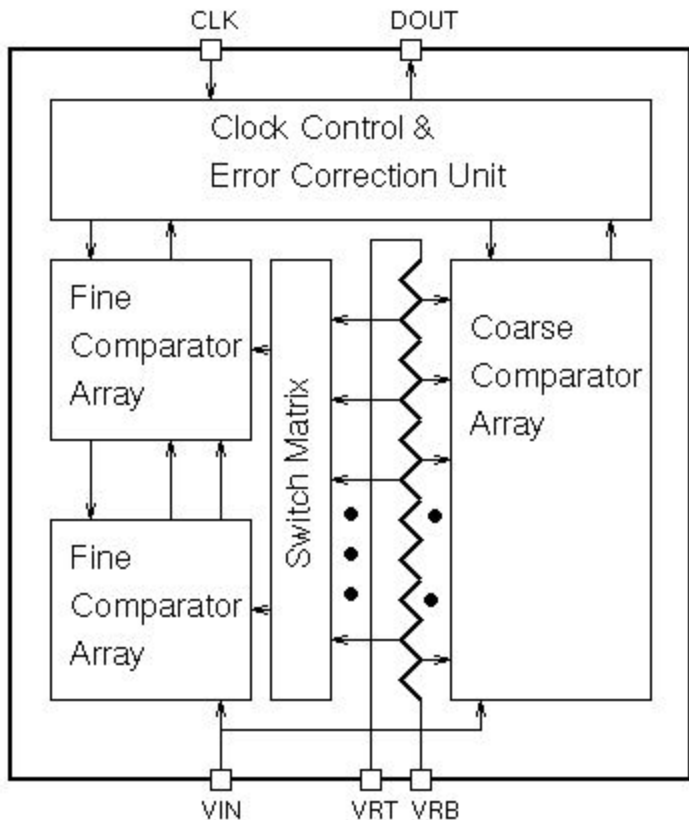 CLK
DOUT
Clock Control &
Error Correction Unit
Fine
Comparator
Array
Switch Matrix
Coarse
Comparator
Array
Fine
Comparator
Array
VIN
VRT
VRB